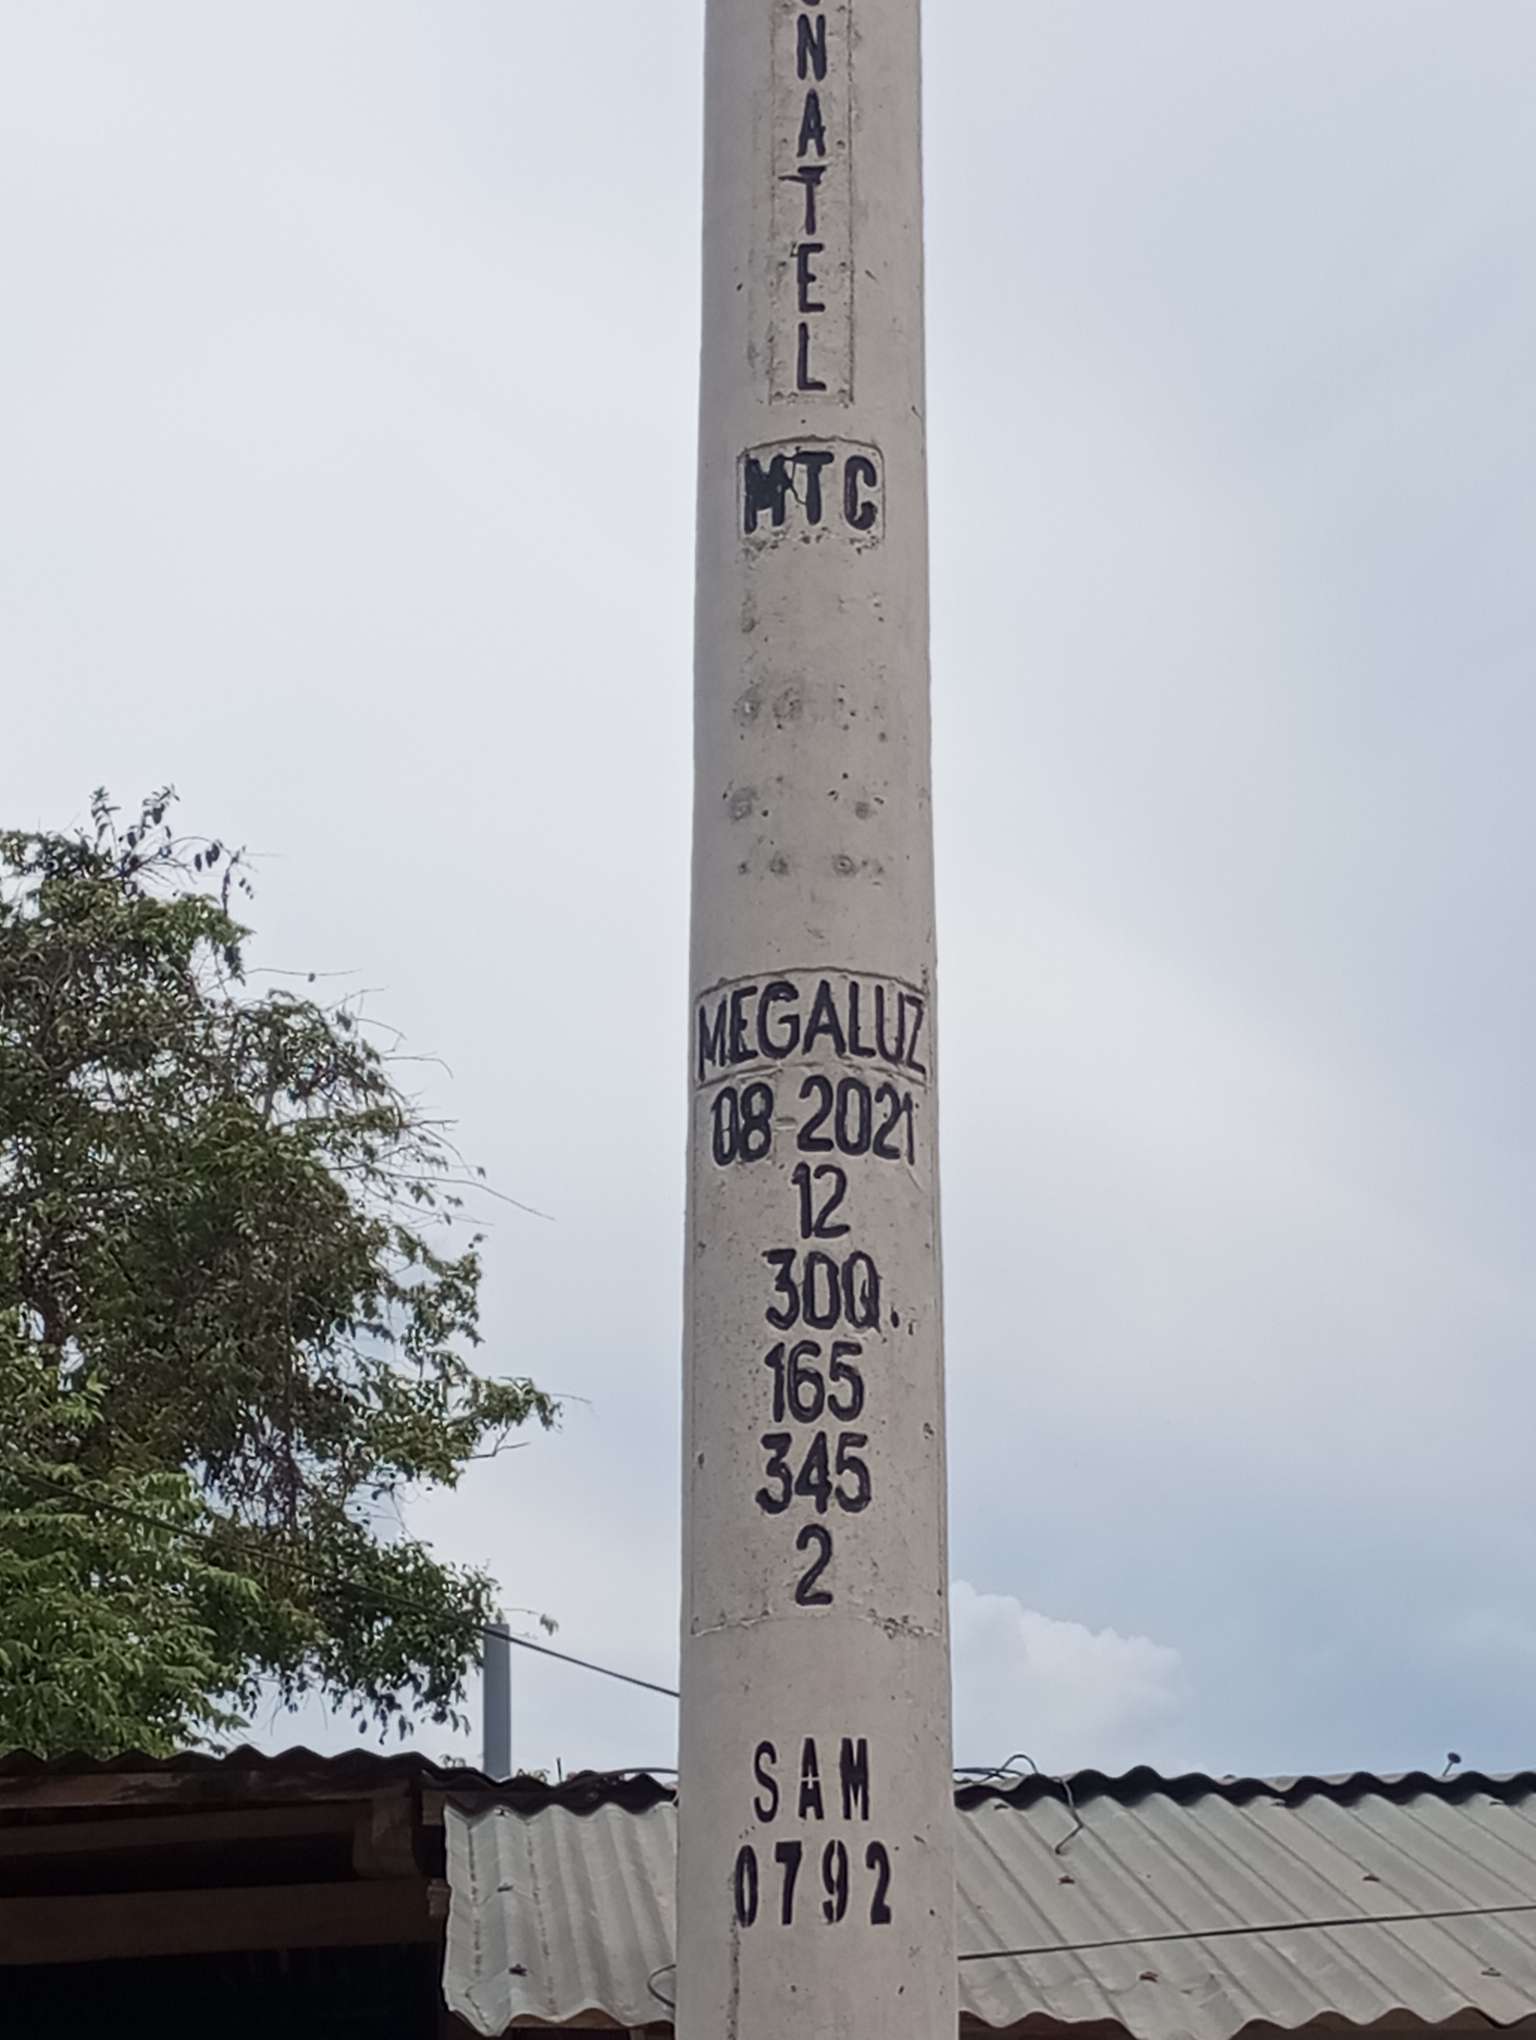 NATEL
MTC
MEGALUZ
08-2021
12
300.
165
345
2
SAM
0792